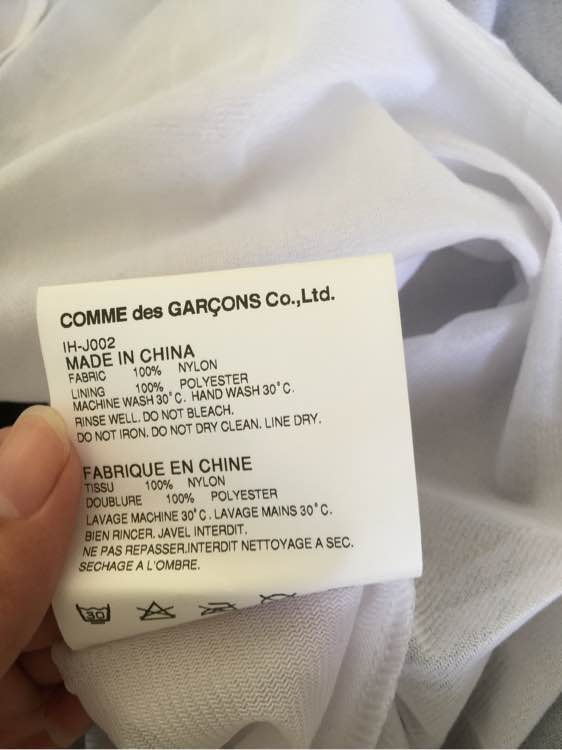 COMME des GARÇONS Co.,Ltd.
IH-J002
MADE IN CHINA
FABRIC 100% NYLON
LINING 100% POLYESTER
MACHINE WASH 30°C. HAND WASH 30°C.
RINSE WELL. DO NOT BLEACH.
DO NOT IRON. DO NOT DRY CLEAN. LINE DRY.
FABRIQUE EN CHINE
TISSU 100% NYLON
DOUBLURE 100% POLYESTER
LAVAGE MACHINE 30°C. LAVAGE MAINS 30°C.
BIEN RINCER. JAVEL INTERDIT.
NE PAS REPASSER.INTERDIT NETTOYAGE A SEC.
SECHAGE A L'OMBRE.
30